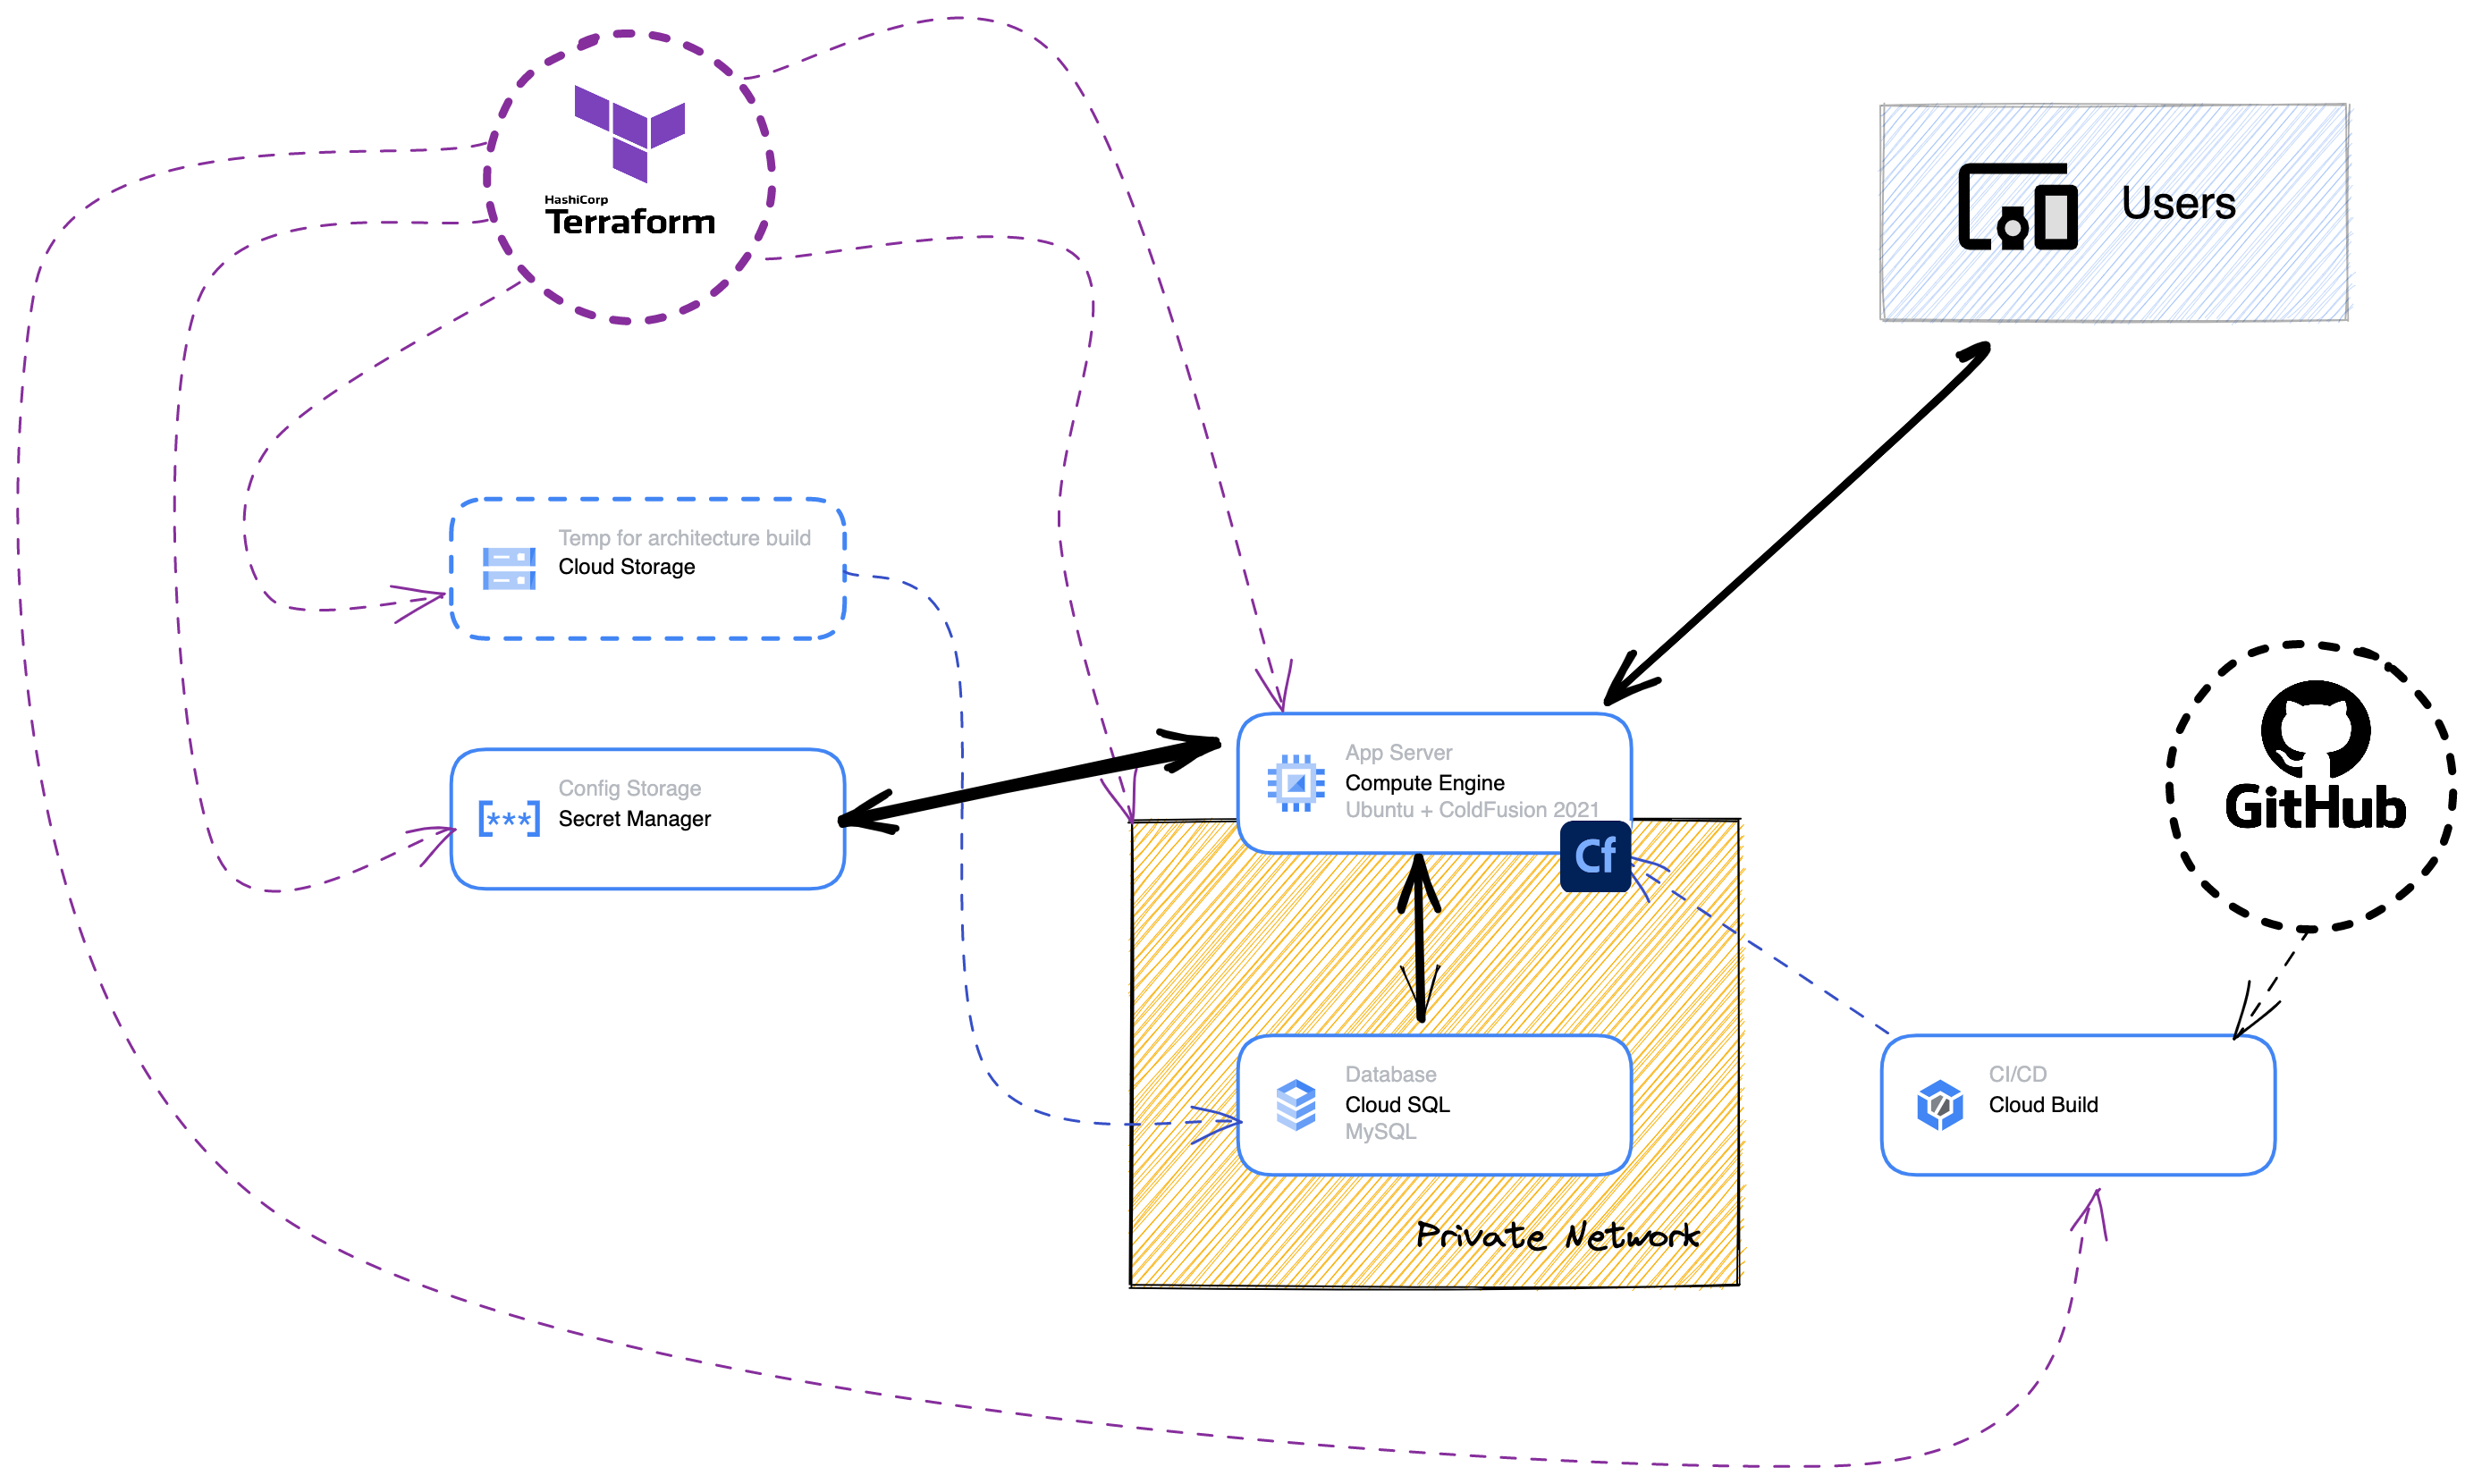 HashiCorp
Terraform
Users
Temp for architecture build
Cloud Storage
Config Storage
[***]
Secret Manager
App Server
Compute Engine
Ubuntu + ColdFusion 2021
Cf
GitHub
Database
Cloud SQL
MySQL
Private Network
CI/CD
Cloud Build